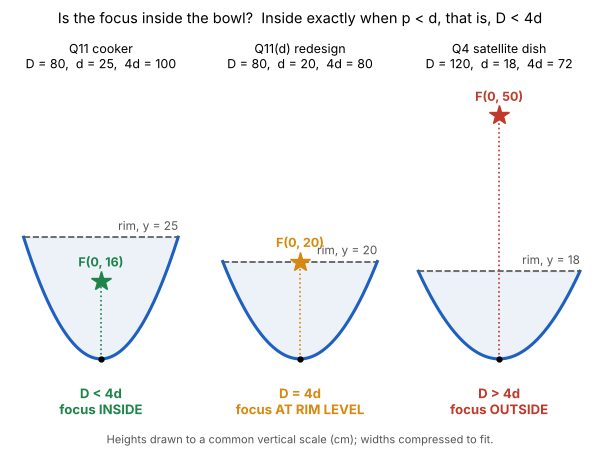 Is the focus inside the bowl?  Inside exactly when p < d, that is, D < 4d
Q11 cooker
D = 80,  d = 25,  4d = 100
Q11(d) redesign
D = 80,  d = 20,  4d = 80
Q4 satellite dish
D = 120,  d = 18,  4d = 72
F(0, 50)
rim, y = 25
F(0, 16)
F(0, 20)
rim, y = 20
rim, y = 18
D < 4d
focus INSIDE
D = 4d
focus AT RIM LEVEL
D > 4d
focus OUTSIDE
Heights drawn to a common vertical scale (cm); widths compressed to fit.